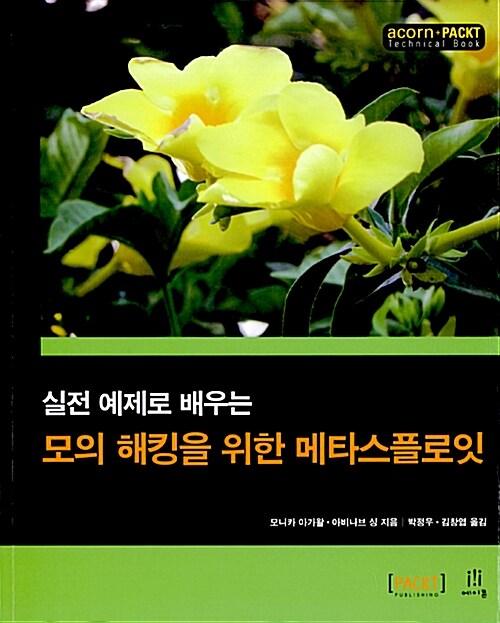 acorn+PACKT
Technical Book
실전 예제로 배우는
모의 해킹을 위한 메타스플로잇
모니카 아가왈 · 아비나브 싱 지음 | 박정우 · 김창엽 옮김
[PACKT]
PUBLISHING
에이콘